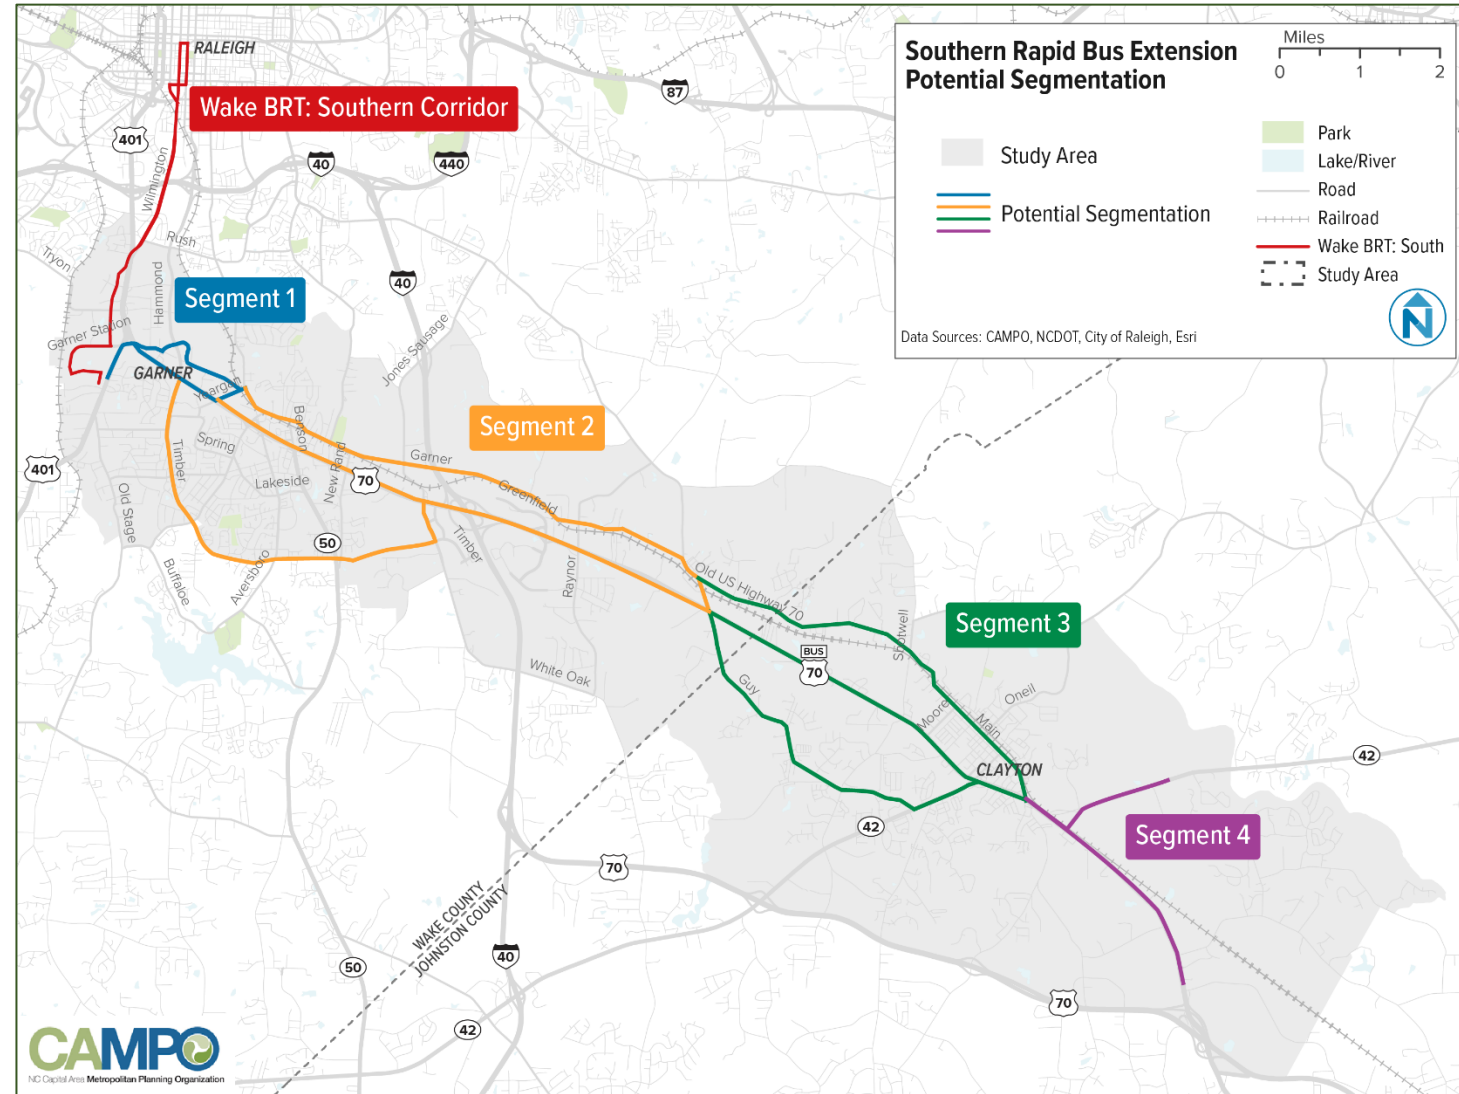 RALEIGH
Wake BRT: Southern Corridor
401
Wilmington
40
440
87
Southern Rapid Bus Extension
Potential Segmentation
Miles
0 1 2
Study Area
Potential Segmentation
Park
Lake/River
Road
Railroad
Wake BRT: South
Study Area
N
Data Sources: CAMPO, NCDOT, City of Raleigh, Esri
Rush
Tryon
Hammond
40
Segment 1
Garner Station
Jones Sausage
GARNER
Yeargan
Segment 2
Benson
Spring
Timber
Garner
New Rand
70
401
Lakeside
Greenfield
Old Stage
50
Timber
Buffaloe
Aversboro
Raynor
Old US Highway 70
Segment 3
Shotwell
White Oak
BUS
70
Guy
Oneil
Moore
Main
CLAYTON
42
42
Segment 4
70
WAKE COUNTY
JOHNSTON COUNTY
40
50
70
42
CAMPO
NC Capital Area Metropolitan Planning Organization